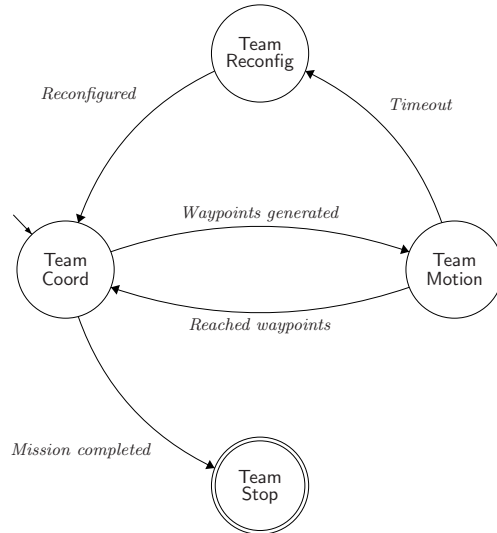 Team
Reconfig
Reconfigured
Timeout
Waypoints generated
Team
Coord
Team
Motion
Reached waypoints
Mission completed
Team
Stop